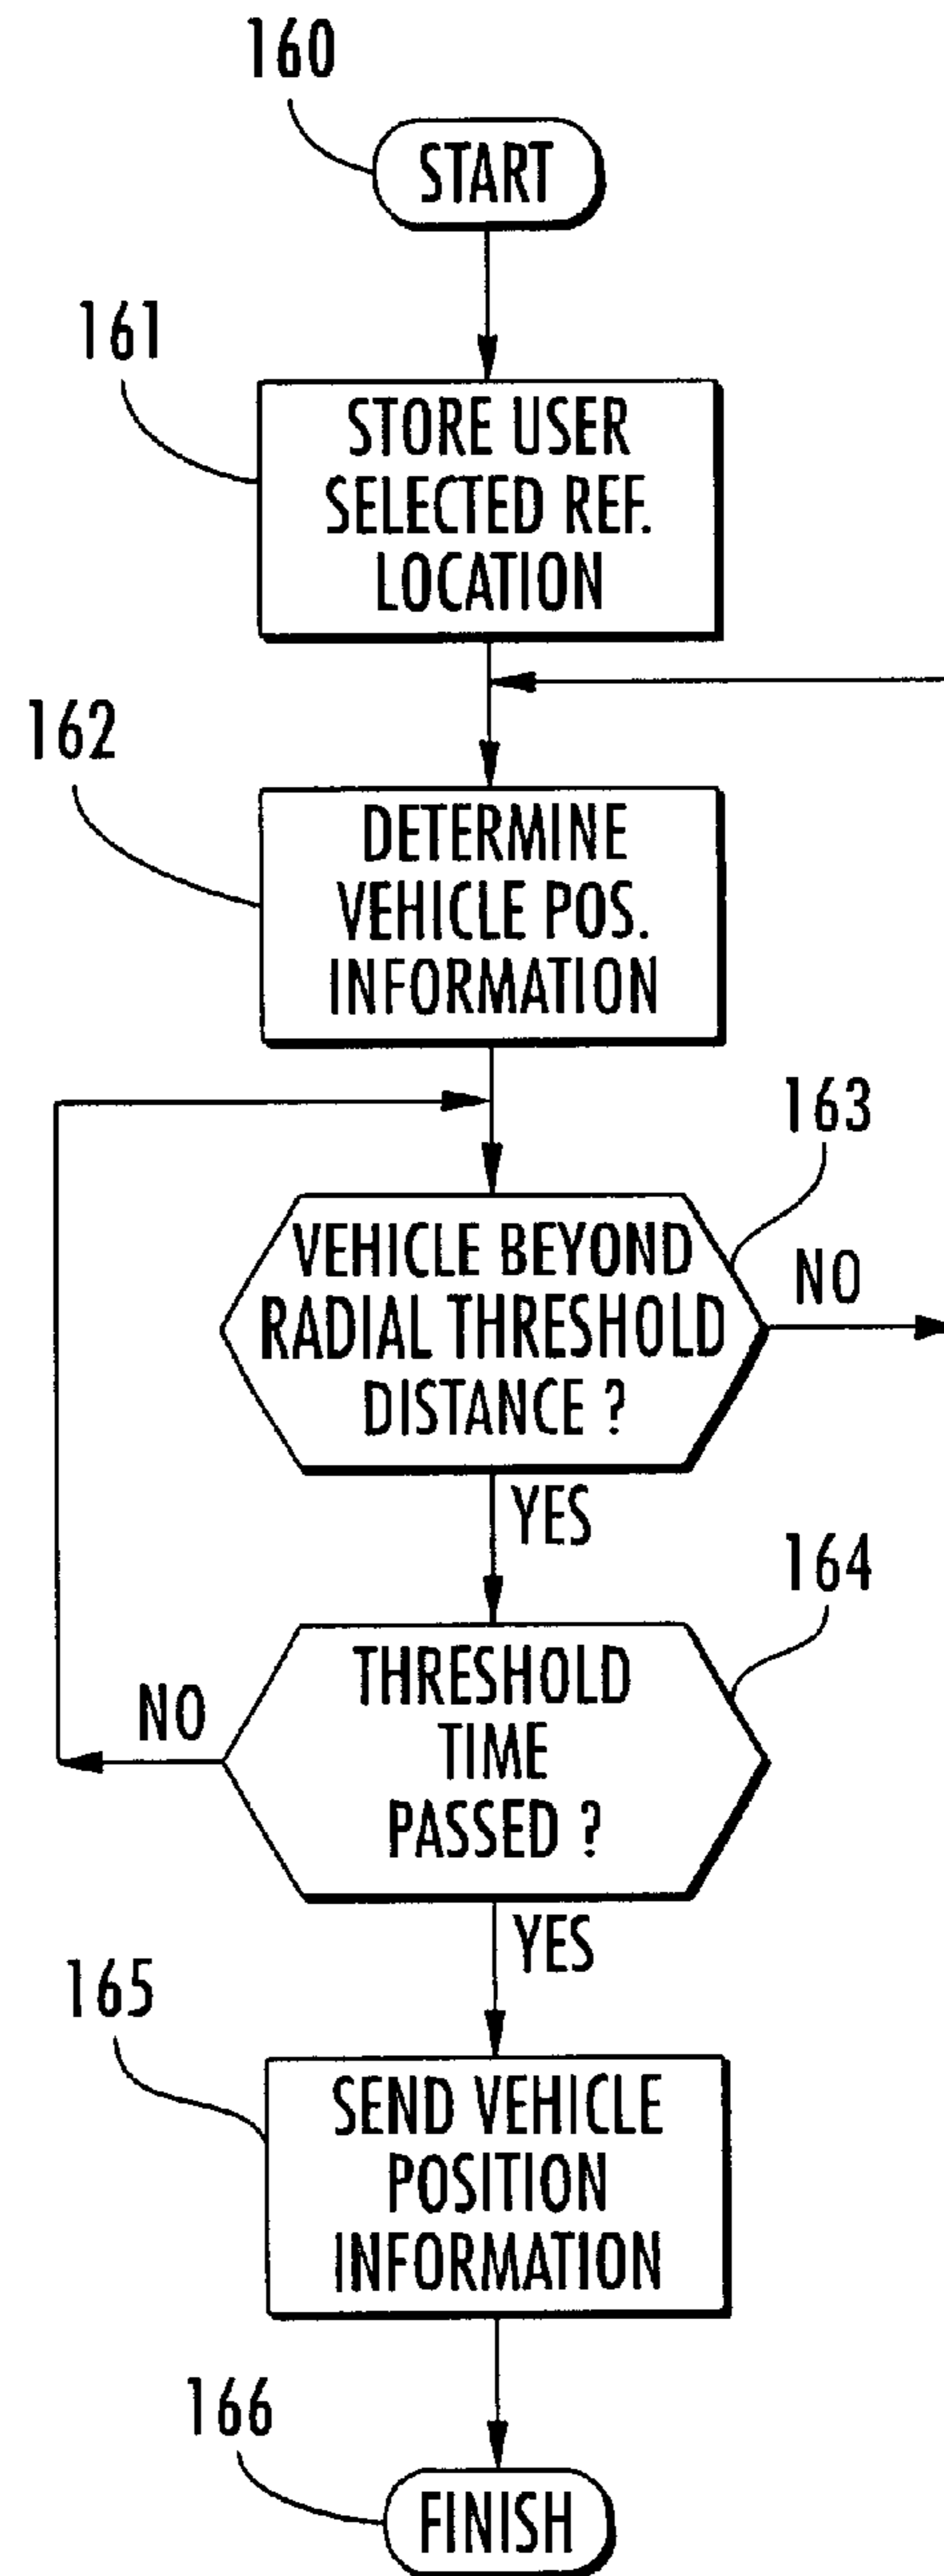 160
START
161
STORE USER
SELECTED REF.
LOCATION
162
DETERMINE
VEHICLE POS.
INFORMATION
163
VEHICLE BEYOND
RADIAL THRESHOLD
DISTANCE ?
NO
YES
164
THRESHOLD
TIME
PASSED ?
NO
YES
165
SEND VEHICLE
POSITION
INFORMATION
166
FINISH